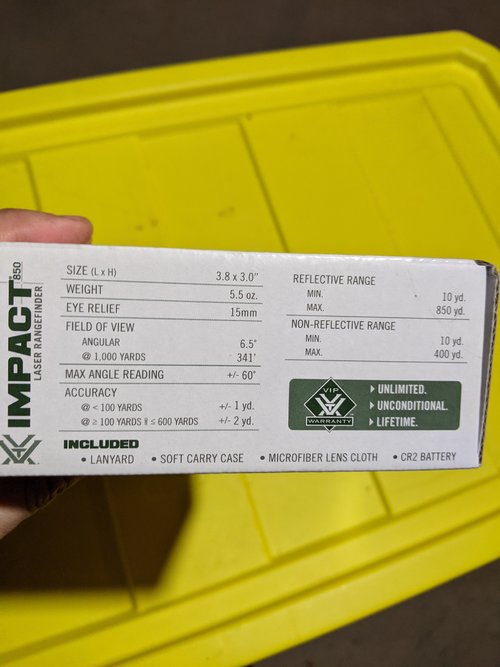 IMPACT 850
LASER RANGEFINDER
SIZE (L x H) 3.8 x 3.0"
WEIGHT 5.5 oz.
EYE RELIEF 15mm
FIELD OF VIEW
ANGULAR 6.5°
@ 1,000 YARDS 341'
MAX ANGLE READING +/- 60°
ACCURACY
@ < 100 YARDS +/- 1 yd.
@ ≥ 100 YARDS ≤ 600 YARDS +/- 2 yd.
REFLECTIVE RANGE
MIN. 10 yd.
MAX. 850 yd.
NON-REFLECTIVE RANGE
MIN. 10 yd.
MAX. 400 yd.
VIP
WARRANTY
UNLIMITED.
UNCONDITIONAL.
LIFETIME.
INCLUDED
• LANYARD • SOFT CARRY CASE • MICROFIBER LENS CLOTH • CR2 BATTERY